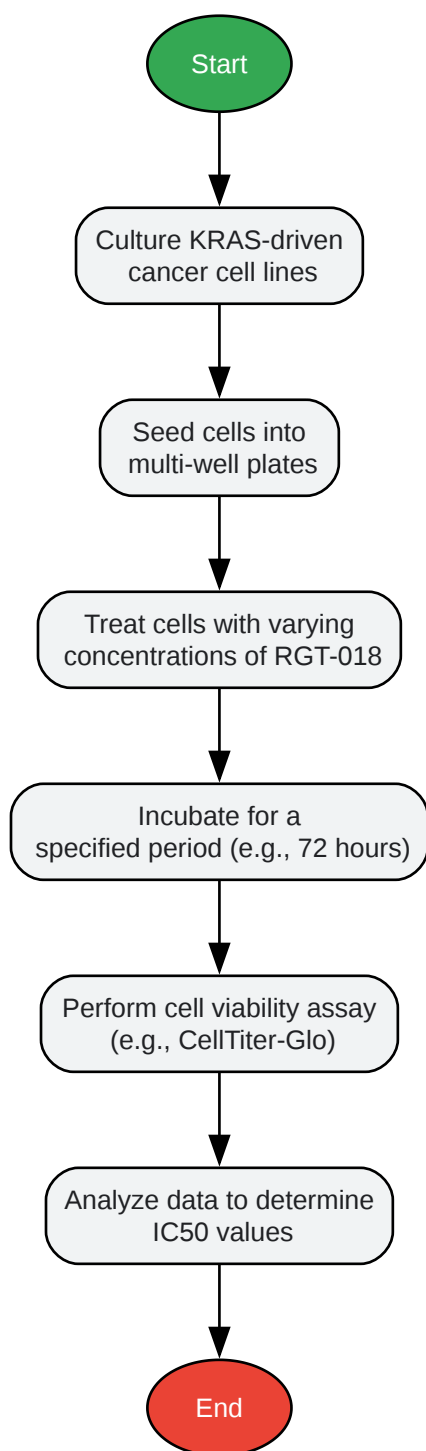 Start
Culture KRAS-driven
cancer cell lines
Seed cells into
multi-well plates
Treat cells with varying
concentrations of RGT-018
Incubate for a
specified period (e.g., 72 hours)
Perform cell viability assay
(e.g., CellTiter-Glo)
Analyze data to determine
IC50 values
End